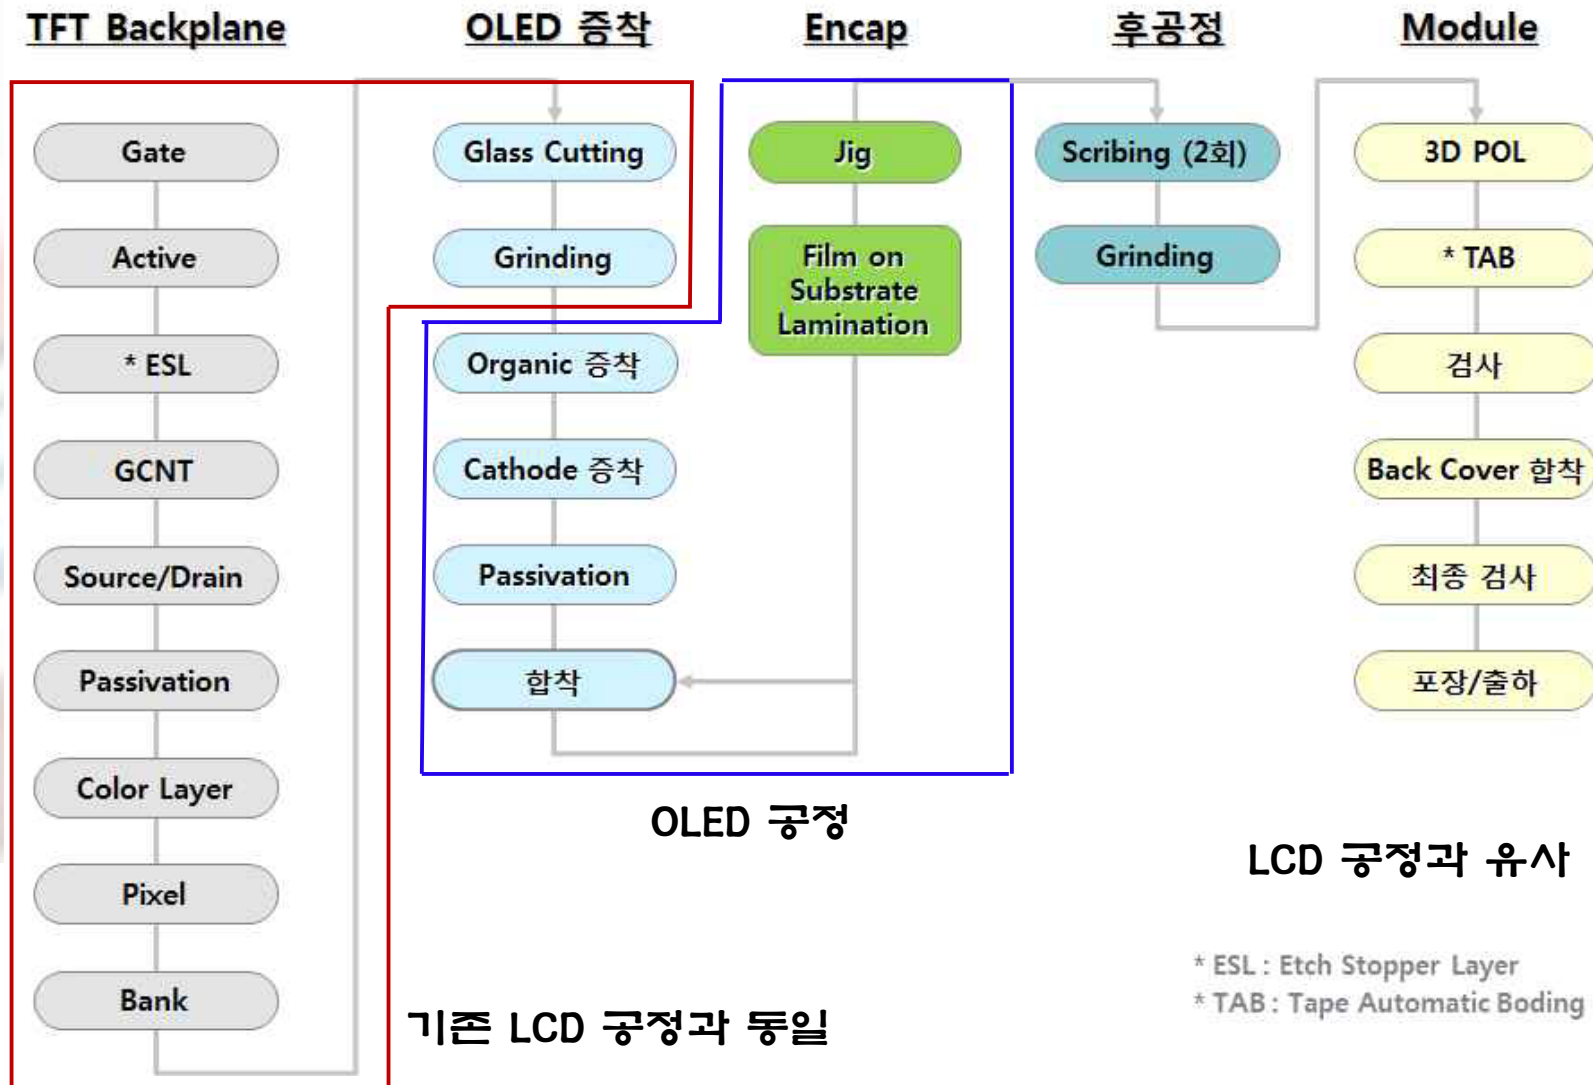 TFT Backplane
Gate
Active
* ESL
GCNT
Source/Drain
Passivation
Color Layer
Pixel
Bank
OLED 증착
Glass Cutting
Grinding
Organic 증착
Cathode 증착
Passivation
합착
Encap
Jig
Film on
Substrate
Lamination
후공정
Scribing (2회)
Grinding
Module
3D POL
* TAB
검사
Back Cover 합착
최종 검사
포장/출하
OLED 공정
LCD 공정과 유사
기존 LCD 공정과 동일
* ESL : Etch Stopper Layer
* TAB : Tape Automatic Boding